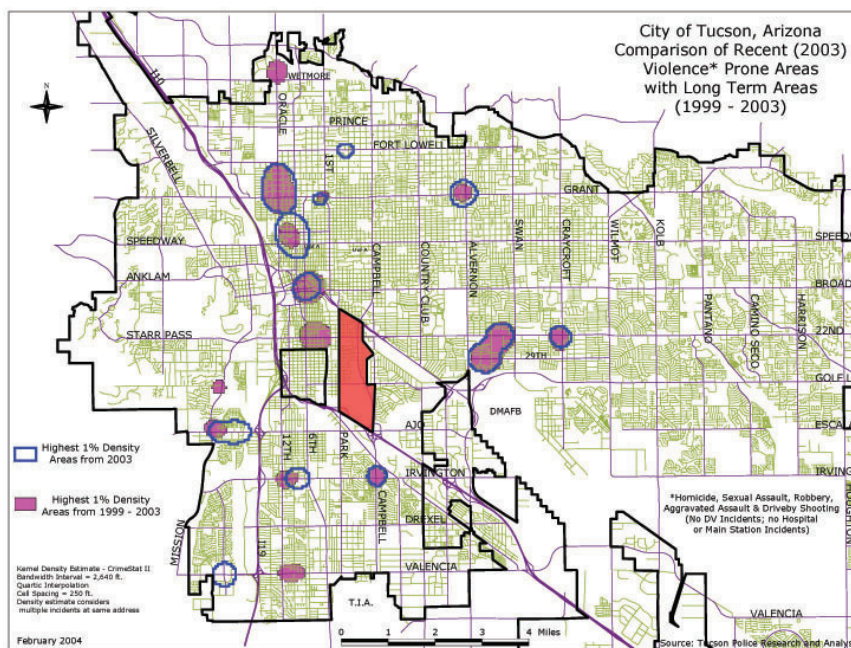 City of Tucson, Arizona
Comparison of Recent (2003)
Violence* Prone Areas
with Long Term Areas
(1999 - 2003)
N
I10
WETMORE
ORACLE
PRINCE
FORT LOWELL
SILVERBELL
1ST
GRANT
SPEEDWAY
SPEEDW
CAMPBELL
COUNTRY CLUB
ALVERNON
SWAN
CRAYCROFT
WILMOT
KOLB
ANKLAM
BROAD
PANTANO
CAMINO SECO
HARRISON
STARR PASS
22ND
29TH
GOLF L
DMAFB
AJO
ESCAL
12TH
6TH
PARK
IRVINGTON
IRVING
HOUGHTON
Highest 1% Density
Areas from 2003
Highest 1% Density
Areas from 1999 - 2003
*Homicide, Sexual Assault, Robbery,
Aggravated Assault & Driveby Shooting
(No DV Incidents; no Hospital
or Main Station Incidents)
CAMPBELL
DREXEL
MISSION
I19
VALENCIA
Kernel Density Estimate - CrimeStat II
Bandwidth Interval = 2,640 ft.
Quartic Interpolation
Cell Spacing = 250 ft.
Density estimate considers
multiple incidents at same address
T.I.A.
VALENCIA
February 2004
0 1 2 3 4 Miles
Source: Tucson Police Research and Analys